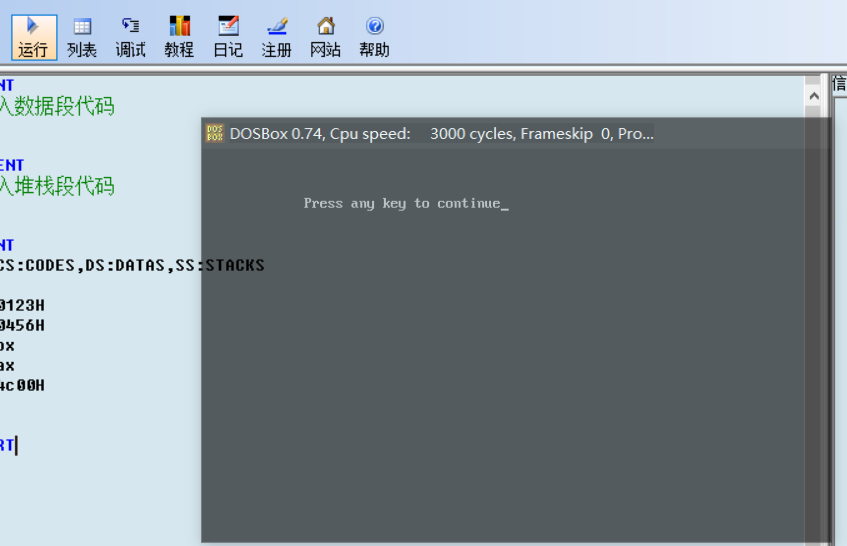 运行 列表 调试 教程 日记 注册 网站 帮助
信
NT
入数据段代码
DOSBox 0.74, Cpu speed: 3000 cycles, Frameskip 0, Pro...
ENT
入堆栈段代码
Press any key to continue_
NT
CS:CODES,DS:DATAS,SS:STACKS
0123H
0456H
bx
ax
4c00H
RT